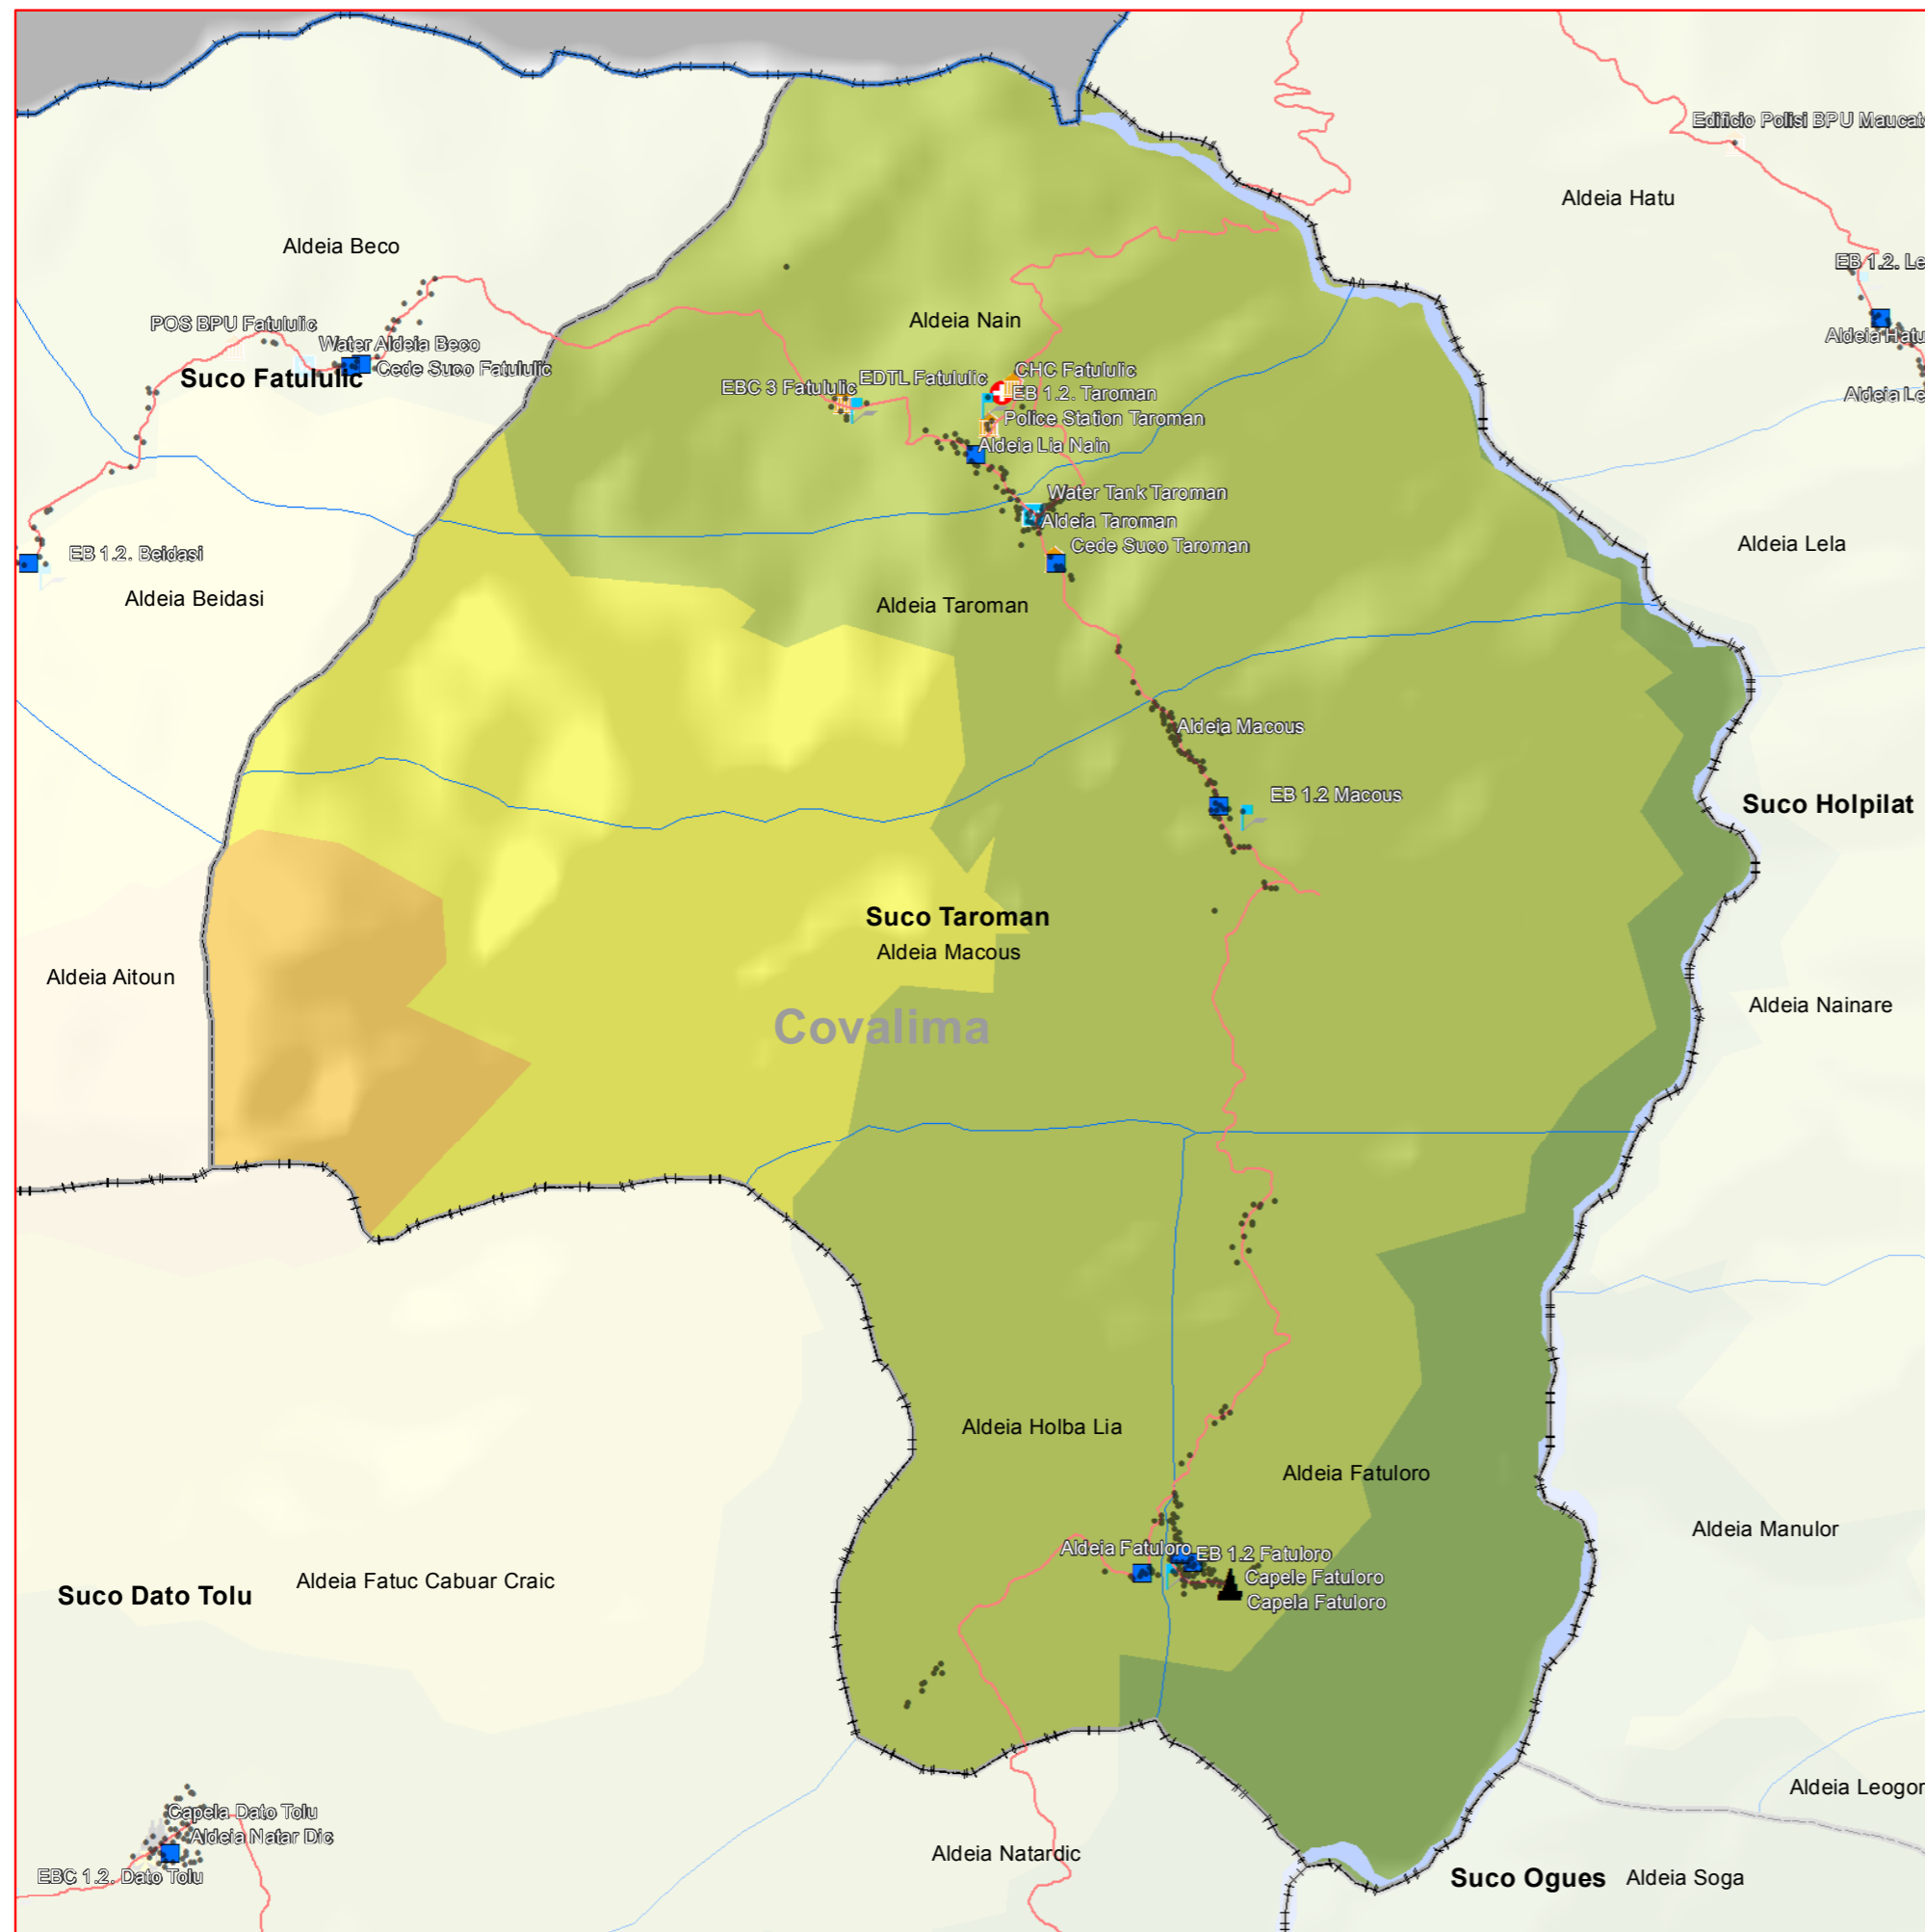 Edificio Polisi BPU Maucat
Aldeia Hatu
Aldeia Beco
EB 1.2. Le
POS BPU Fatululic
Aldeia Nain
Water Aldeia Beco
Aldeia Hatu
Cede Suco Fatululic
Suco Fatululic
CHC Fatululic
EDTL Fatululic
EBC 3 Fatululic
EB 1.2. Taroman
Aldeia Le
Police Station Taroman
Aldeia Lia Nain
Water Tank Taroman
Aldeia Taroman
Cede Suco Taroman
Aldeia Lela
EB 1.2. Beidasi
Aldeia Beidasi
Aldeia Taroman
Aldeia Macous
EB 1.2 Macous
Suco Holpilat
Suco Taroman
Aldeia Macous
Aldeia Aitoun
Aldeia Nainare
Covalima
Aldeia Holba Lia
Aldeia Fatuloro
Aldeia Manulor
Aldeia Fatuloro
EB 1.2 Fatuloro
Capele Fatuloro
Capela Fatuloro
Aldeia Fatuc Cabuar Craic
Suco Dato Tolu
Aldeia Leogor
Capela Dato Tolu
Aldeia Natar Dic
Aldeia Natardic
EBC 1.2. Dato Tolu
Suco Ogues
Aldeia Soga